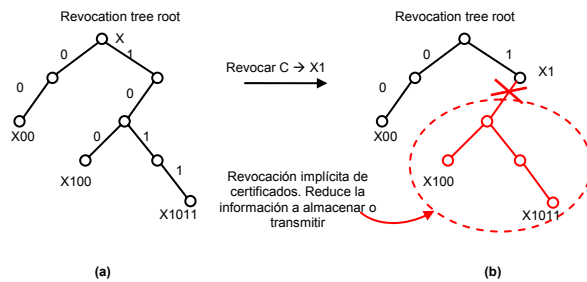 Revocation tree root
X
0
1
0
0
X00
0
1
X100
1
X1011
(a)
Revocar C → X1
Revocation tree root
0
1
X1
0
X00
X100
X1011
Revocación implícita de
certificados. Reduce la
información a almacenar o
transmitir
(b)